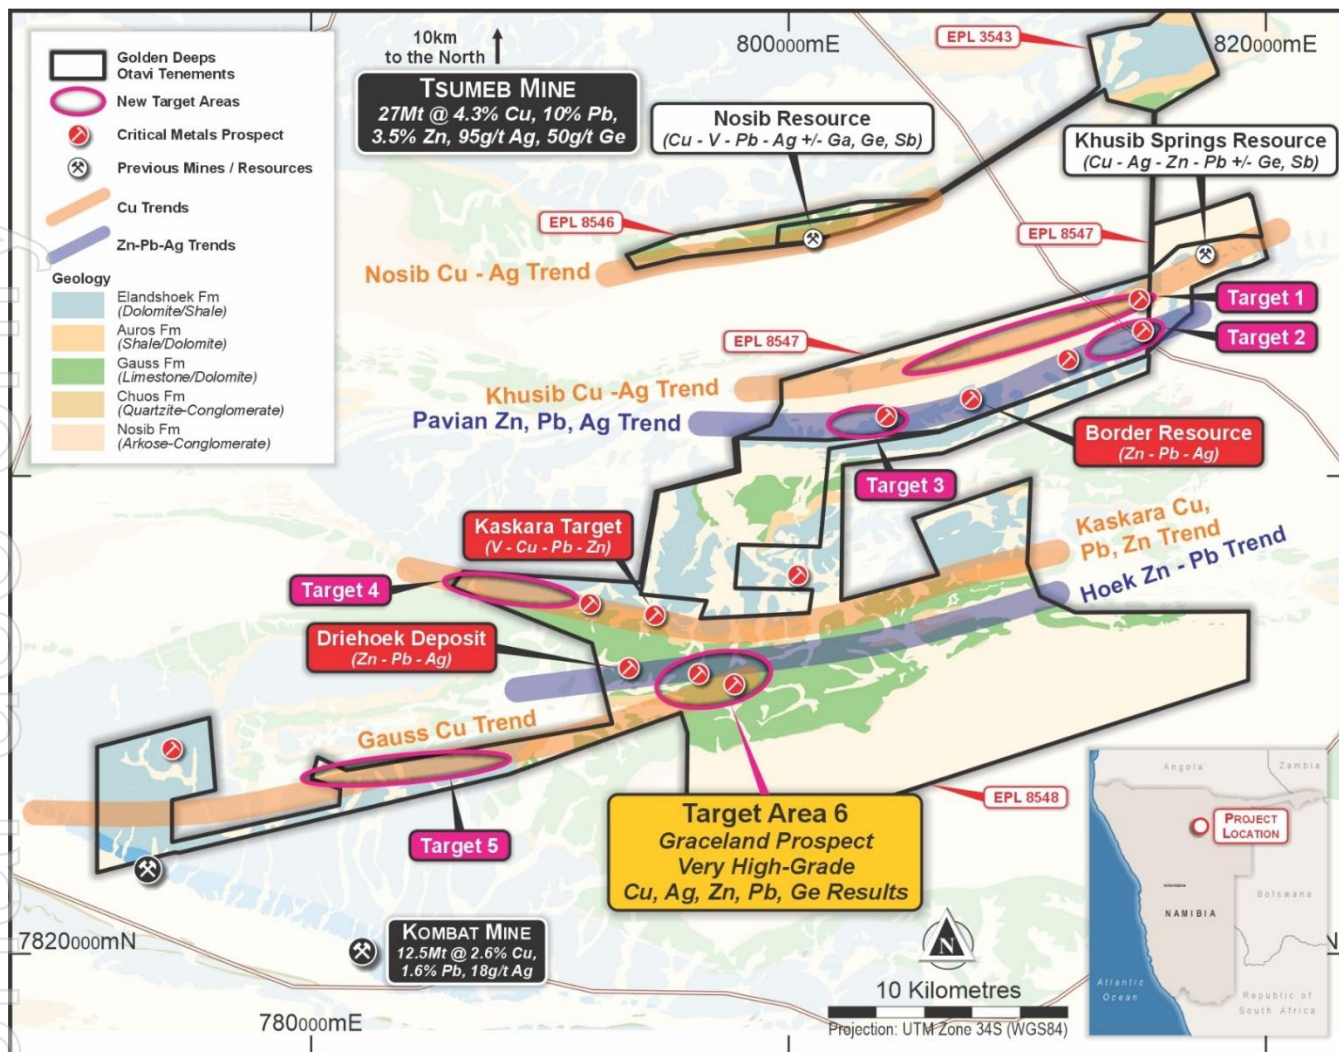 10km
to the North
800000mE
EPL 3543
820000mE
Golden Deeps
Otavi Tenements
New Target Areas
Critical Metals Prospect
Previous Mines / Resources
Cu Trends
Zn-Pb-Ag Trends
Geology
Elandshoek Fm
(Dolomite/Shale)
Auros Fm
(Shale/Dolomite)
Gauss Fm
(Limestone/Dolomite)
Chuos Fm
(Quartzite-Conglomerate)
Nosib Fm
(Arkose-Conglomerate)
TSUMEB MINE
27Mt @ 4.3% Cu, 10% Pb,
3.5% Zn, 95g/t Ag, 50g/t Ge
Nosib Resource
(Cu - V - Pb - Ag +/- Ga, Ge, Sb)
Khusib Springs Resource
(Cu - Ag - Zn - Pb +/- Ge, Sb)
EPL 8546
EPL 8547
Nosib Cu - Ag Trend
Target 1
Target 2
EPL 8547
Khusib Cu -Ag Trend
Pavian Zn, Pb, Ag Trend
Border Resource
(Zn - Pb - Ag)
Target 3
Kaskara Target
(V - Cu - Pb - Zn)
Kaskara Cu,
Pb, Zn Trend
Hoek Zn - Pb Trend
Target 4
Driehoek Deposit
(Zn - Pb - Ag)
Gauss Cu Trend
Target 5
Target Area 6
Graceland Prospect
Very High-Grade
Cu, Ag, Zn, Pb, Ge Results
EPL 8548
Angola
Zambia
PROJECT
LOCATION
NAMIBIA
Botswana
Atlantic
Ocean
Republic of
South Africa
7820000mN
KOMBAT MINE
12.5Mt @ 2.6% Cu,
1.6% Pb, 18g/t Ag
N
10 Kilometres
Projection: UTM Zone 34S (WGS84)
780000mE